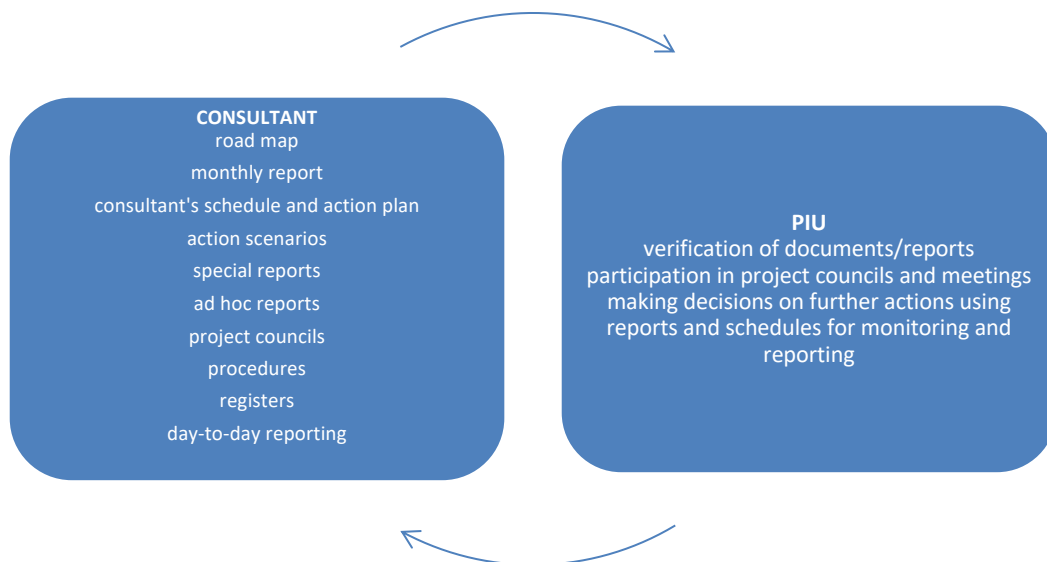 CONSULTANT
road map
monthly report
consultant's schedule and action plan
action scenarios
special reports
ad hoc reports
project councils
procedures
registers
day-to-day reporting
PIU
verification of documents/reports
participation in project councils and meetings
making decisions on further actions using
reports and schedules for monitoring and
reporting